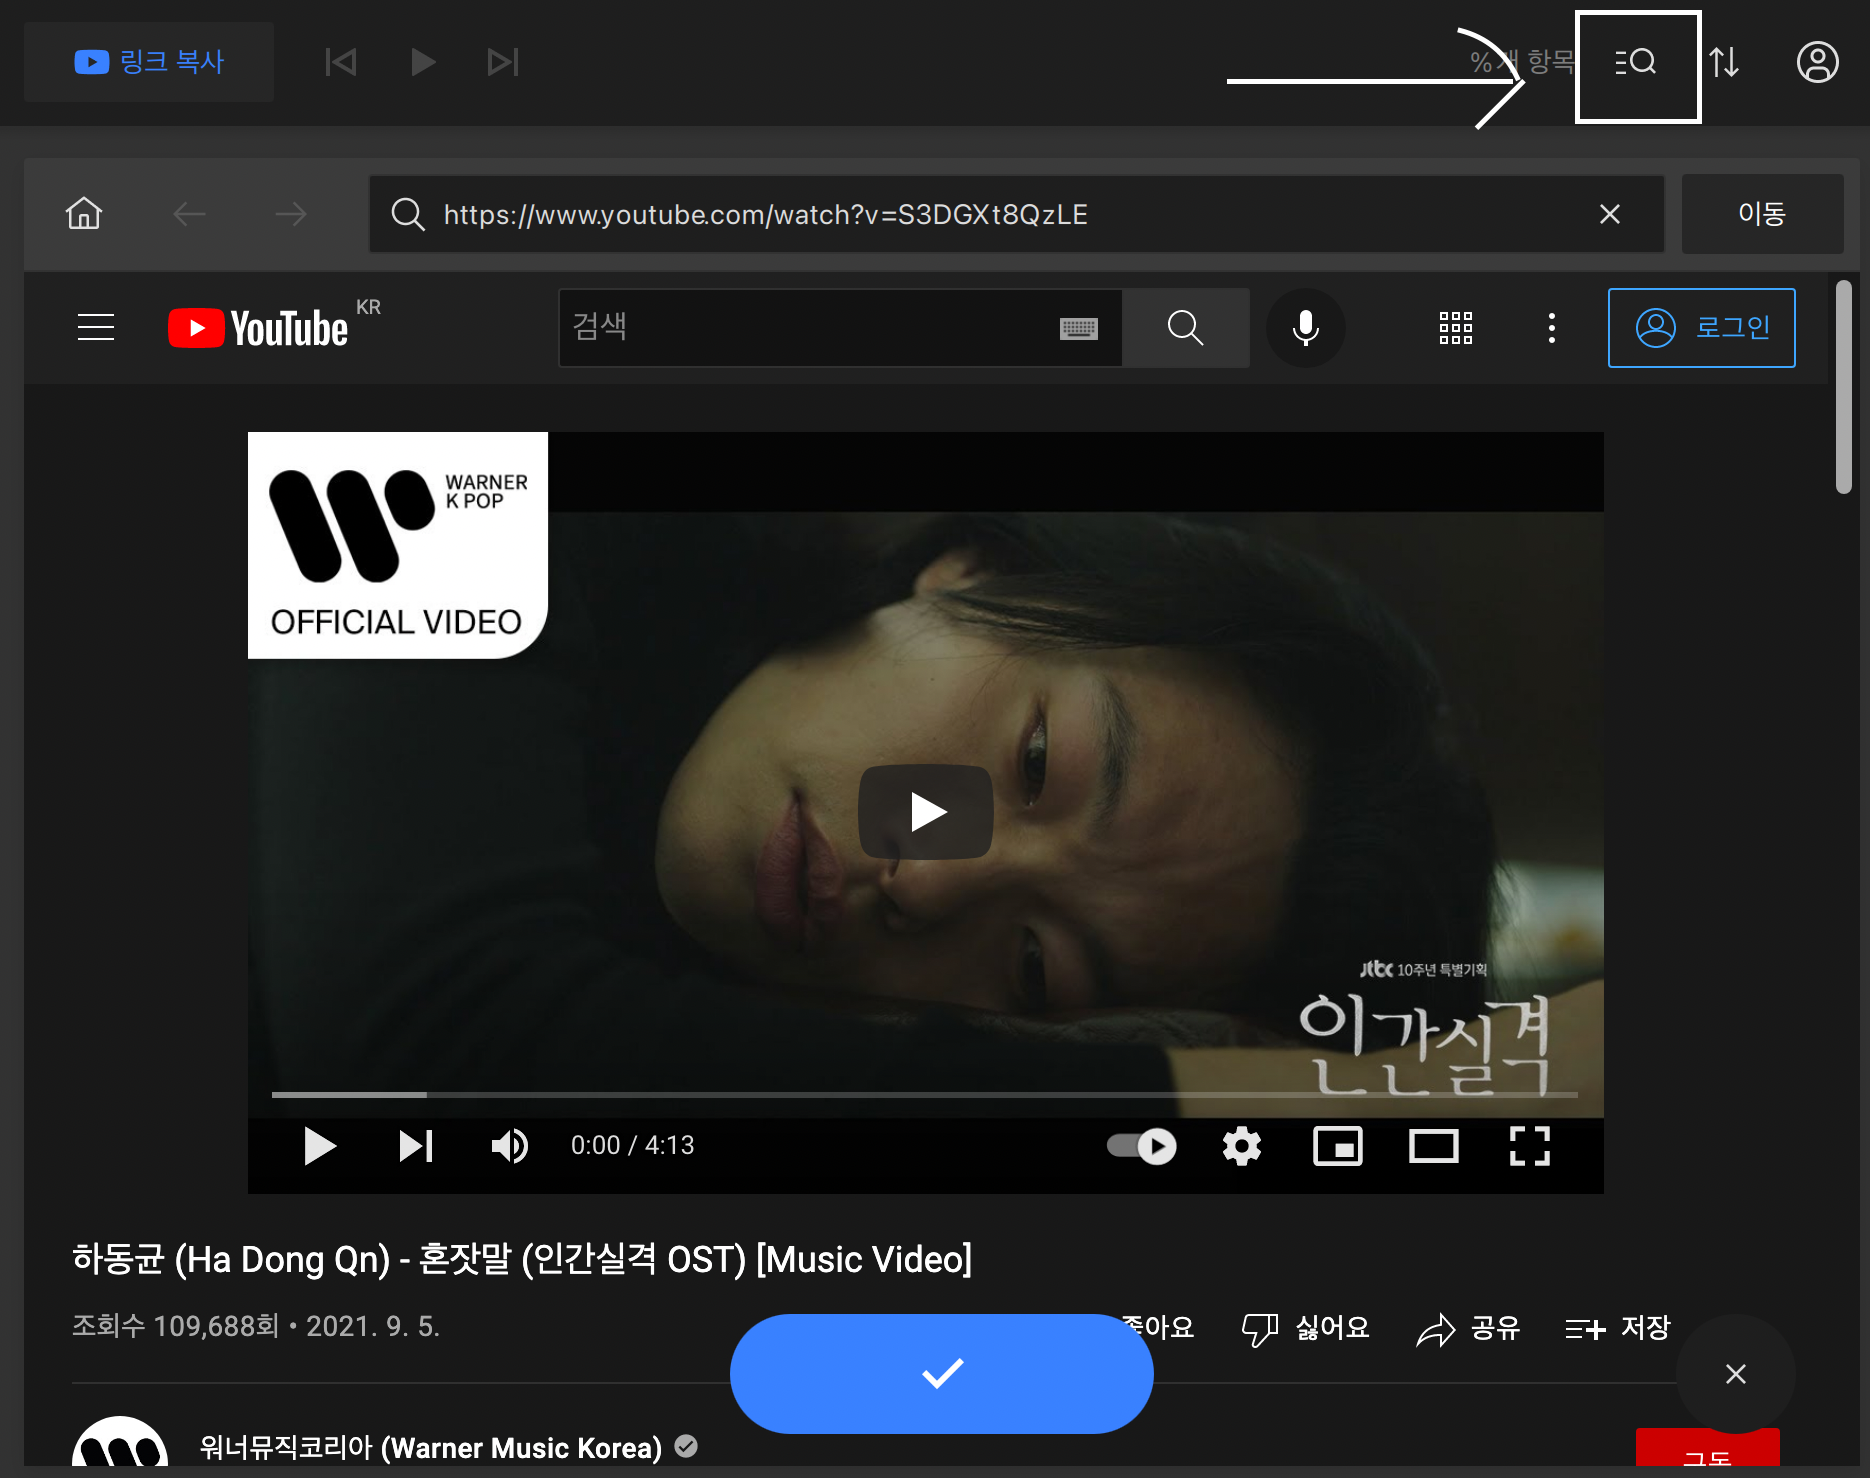 링크 복사
%개 항목
https://www.youtube.com/watch?v=S3DGXt8QzLE
이동
YouTube KR
검색
로그인
WARNER
K POP
OFFICIAL VIDEO
jtbc 10주년 특별기획
인간실격
0:00 / 4:13
하동균 (Ha Dong Qn) - 혼잣말 (인간실격 OST) [Music Video]
조회수 109,688회 • 2021. 9. 5.
좋아요 싫어요 공유 저장
워너뮤직코리아 (Warner Music Korea)
구독